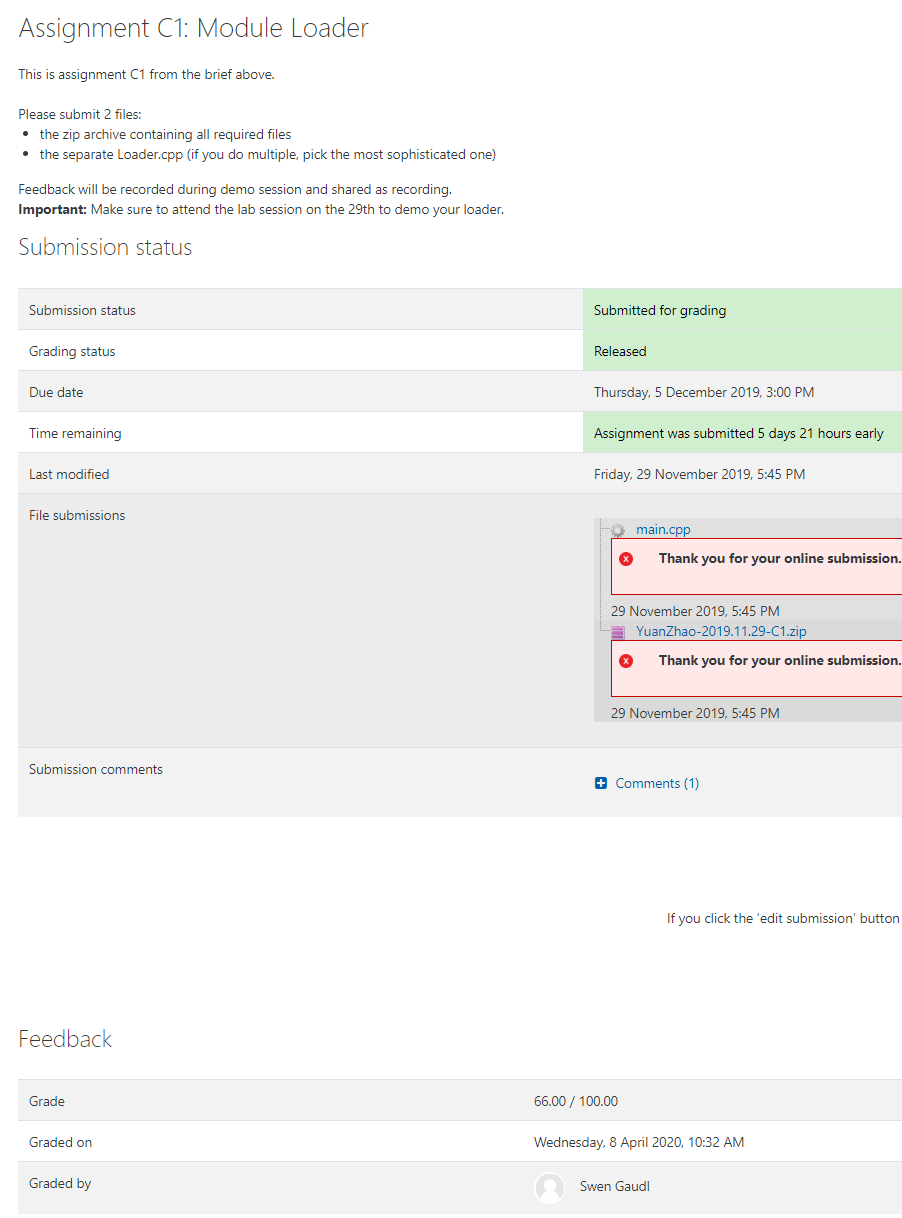 Assignment C1: Module Loader
This is assignment C1 from the brief above.
Please submit 2 files:
the zip archive containing all required files
the separate Loader.cpp (if you do multiple, pick the most sophisticated one)
Feedback will be recorded during demo session and shared as recording.
Important: Make sure to attend the lab session on the 29th to demo your loader.
Submission status
Submission status Submitted for grading
Grading status Released
Due date Thursday, 5 December 2019, 3:00 PM
Time remaining Assignment was submitted 5 days 21 hours early
Last modified Friday, 29 November 2019, 5:45 PM
File submissions
main.cpp
Thank you for your online submission.
29 November 2019, 5:45 PM
YuanZhao-2019.11.29-C1.zip
Thank you for your online submission.
29 November 2019, 5:45 PM
Submission comments
Comments (1)
If you click the 'edit submission' button
Feedback
Grade 66.00 / 100.00
Graded on Wednesday, 8 April 2020, 10:32 AM
Graded by Swen Gaudl